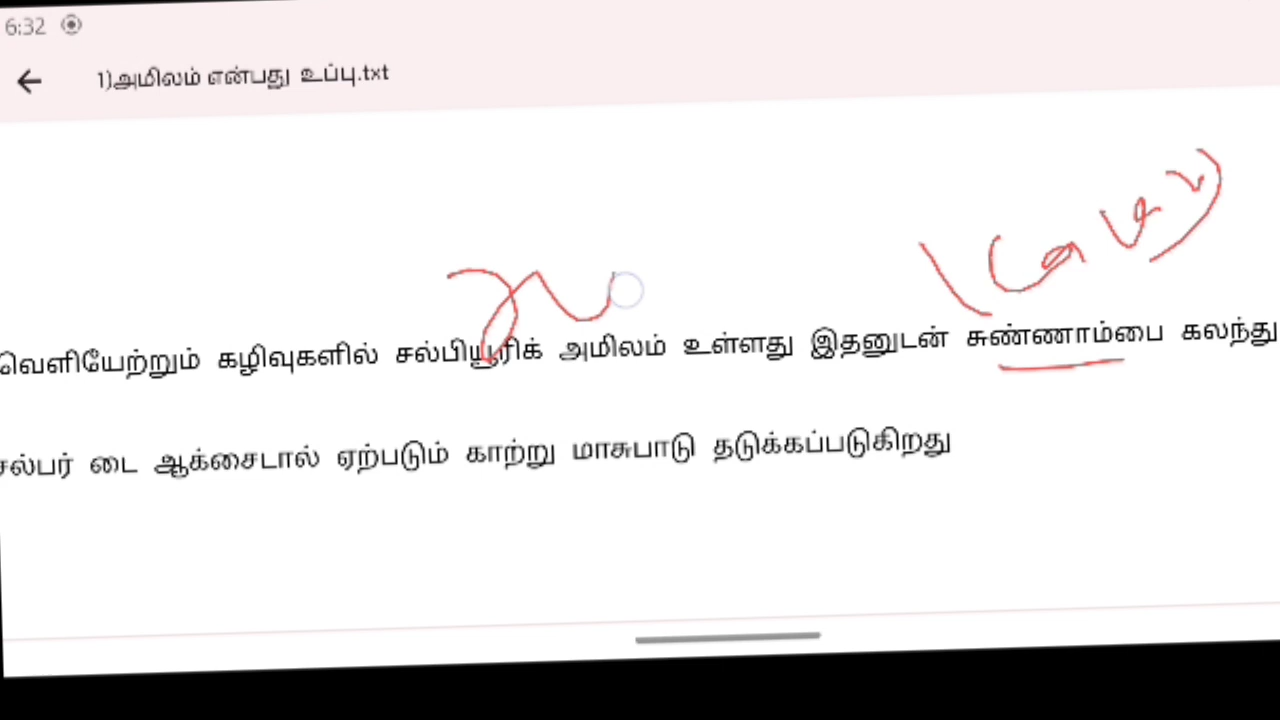 6:32
1)அமிலம் என்பது உப்பு.txt
வெளியேற்றும் கழிவுகளில் சல்பியூரிக் அமிலம் உள்ளது இதனுடன் சுண்ணாம்பை கலந்து
சல்பர் டை ஆக்சைடால் ஏற்படும் காற்று மாசுபாடு தடுக்கப்படுகிறது